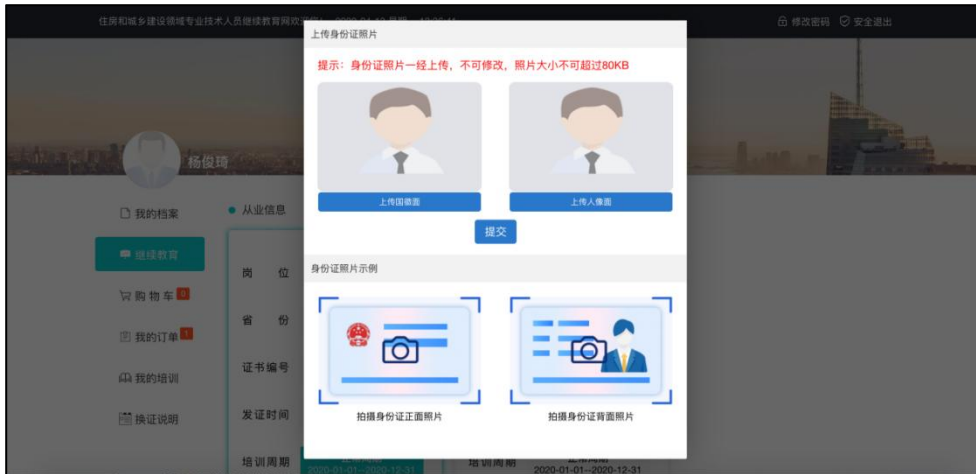 住房和城乡建设领域专业技术人员继续教育网欢
修改密码 安全退出
上传身份证照片
提示：身份证照片一经上传，不可修改，照片大小不可超过80KB
杨俊琦
上传国徽面 上传人像面
提交
我的档案
从业信息
继续教育
身份证照片示例
岗 位
购 物 车 0
省 份
我的订单 1
证书编号
我的培训
发证时间
拍摄身份证正面照片 拍摄身份证背面照片
换证说明
培训周期
2020-01-01--2020-12-31
培训周期
2020-01-01--2020-12-31